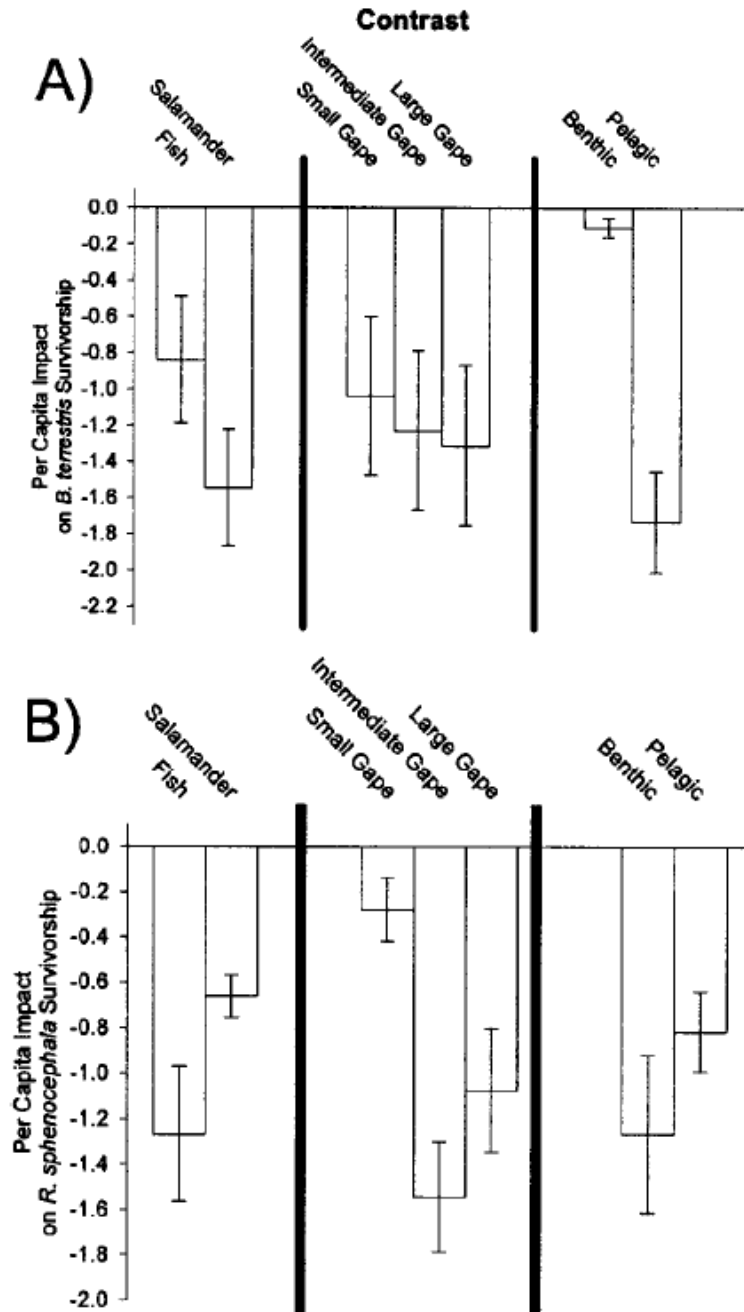 Contrast
A)
Salamander
Fish
Intermediate Gape
Small Gape
Large Gape
Pelagic
Benthic
0.0
-0.2
-0.4
-0.6
-0.8
-1.0
-1.2
-1.4
-1.6
-1.8
-2.0
-2.2
Per Capita Impact
on B. terrestris Survivorship
B)
Salamander
Fish
Intermediate Gape
Small Gape
Large Gape
Pelagic
Benthic
0.0
-0.2
-0.4
-0.6
-0.8
-1.0
-1.2
-1.4
-1.6
-1.8
-2.0
Per Capita Impact
on R. sphenocephala Survivorship